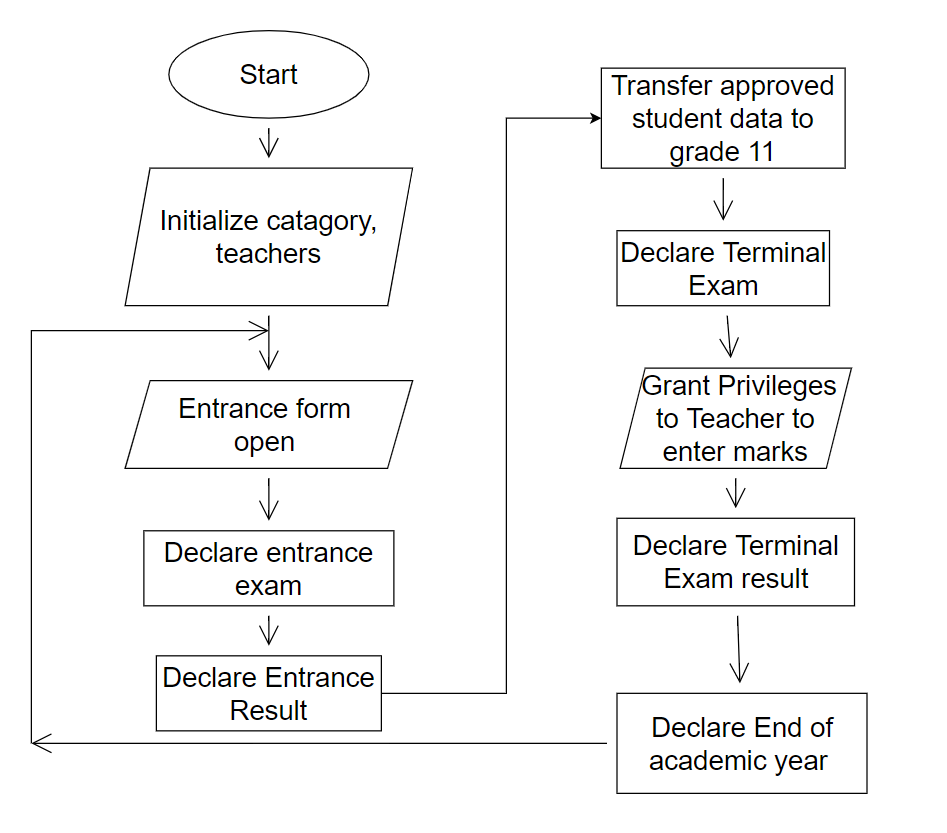 Start
Initialize catagory,
teachers
Entrance form
open
Declare entrance
exam
Declare Entrance
Result
Transfer approved
student data to
grade 11
Declare Terminal
Exam
Grant Privileges
to Teacher to
enter marks
Declare Terminal
Exam result
Declare End of
academic year